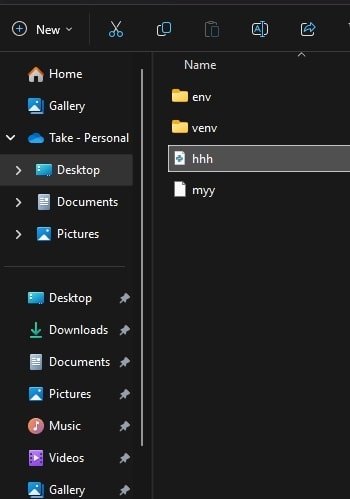 New
Name
Home
Gallery
Take - Personal
Desktop
Documents
Pictures
Desktop
Downloads
Documents
Pictures
Music
Videos
Gallery
env
venv
hhh
myy